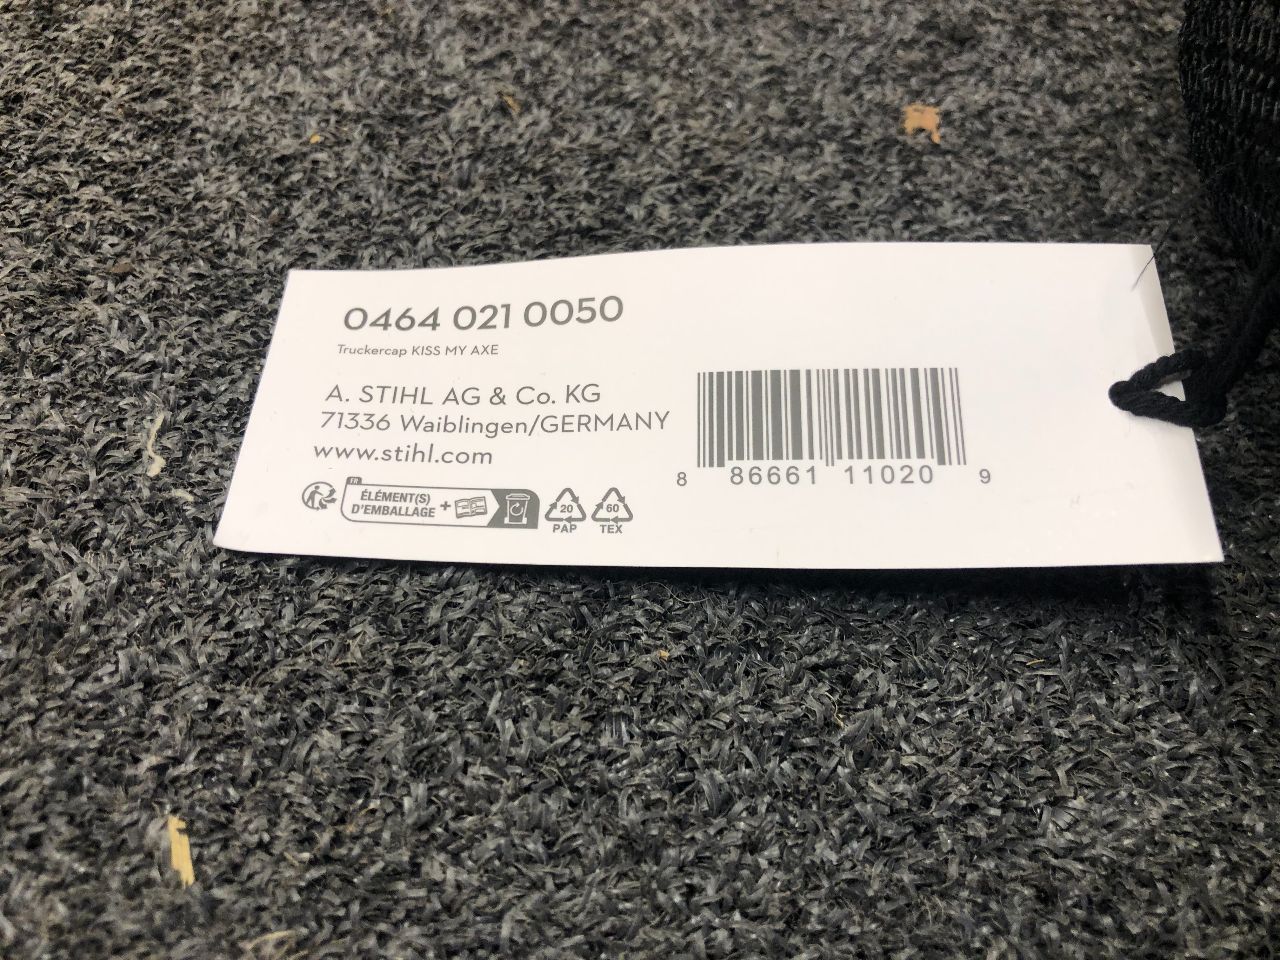 0464 021 0050
Truckercap KISS MY AXE
A. STIHL AG & Co. KG
71336 Waiblingen/GERMANY
www.stihl.com
FR
ÉLÉMENT(S)
D'EMBALLAGE +
20
PAP
60
TEX
8 86661 11020 9